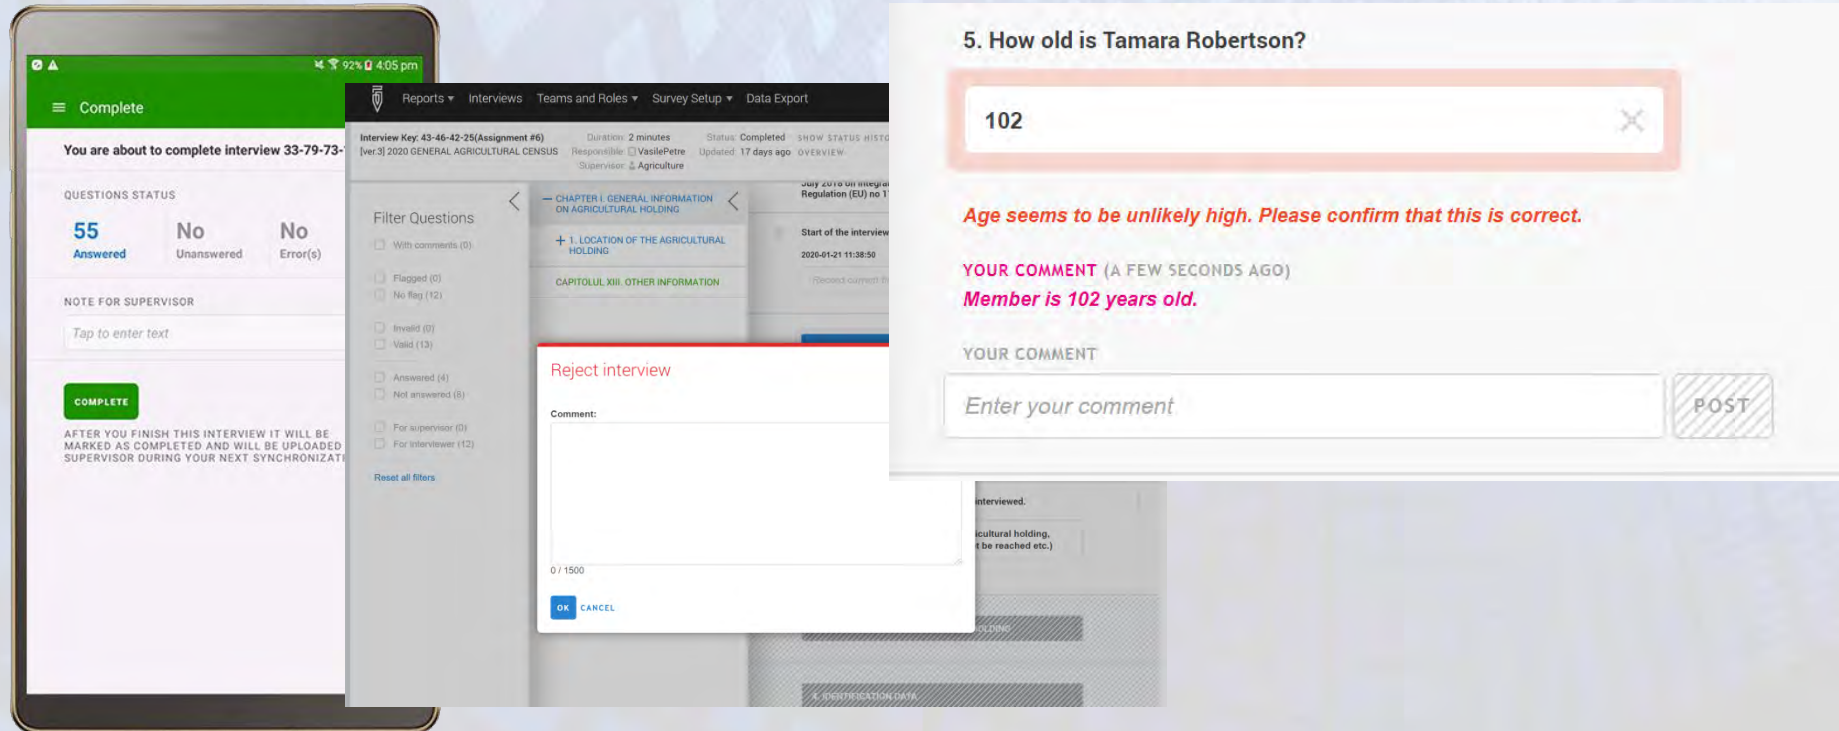 92% 4:05 pm
Complete
You are about to complete interview 33-79-73-
QUESTIONS STATUS
55 No No
Answered Unanswered Error(s)
NOTE FOR SUPERVISOR
Tap to enter text
COMPLETE
AFTER YOU FINISH THIS INTERVIEW IT WILL BE
MARKED AS COMPLETED AND WILL BE UPLOADED
SUPERVISOR DURING YOUR NEXT
Reports Interviews Teams and Roles Survey Setup Data Export
Interview Key: 43-46-42-25(Assignment #6) Duration: 2 minutes Status: Completed SHOW STATUS
[ver.3] 2020 GENERAL AGRICULTURAL CENSUS Responsible: VasilePetre Updated: 17 days ago OVERVIEW
Supervisor: Agriculture
Filter Questions
With comments (0)
Flagged (0)
No flag (12)
Invalid (0)
Valid (13)
Answered (4)
Not answered (8)
For supervisor (0)
For interviewer (12)
Reset all filters
CHAPTER I. GENERAL INFORMATION
ON AGRICULTURAL HOLDING
+ 1. LOCATION OF THE AGRICULTURAL
HOLDING
CAPITOLUL XIII. OTHER INFORMATION
July 2018 on
Regulation (EU) no
Start of the interview
2020-01-21 11:38:50
Record current
Reject interview
Comment:
0 / 1500
OK CANCEL
interviewed.
holding,
t be reached etc.)
4. IDENTIFICATION DATA
5. How old is Tamara Robertson?
102
Age seems to be unlikely high. Please confirm that this is correct.
YOUR COMMENT (A FEW SECONDS AGO)
Member is 102 years old.
YOUR COMMENT
Enter your comment
POST